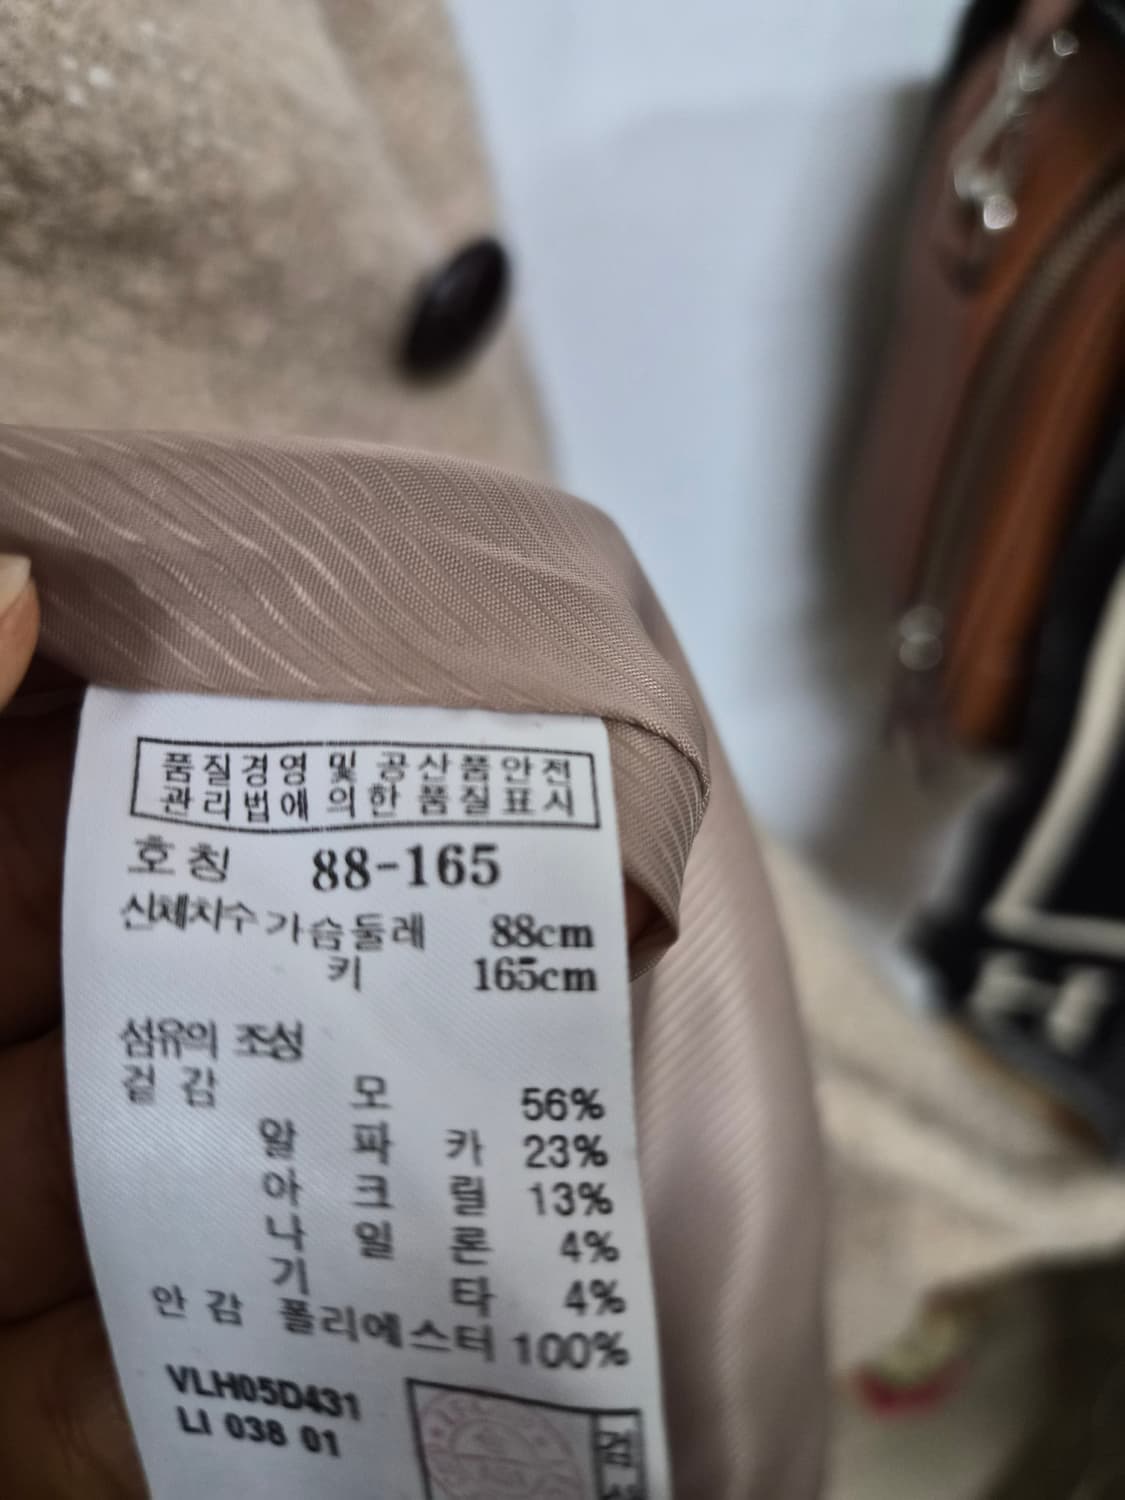 품질경영 및 공산품안전
관리법에 의한 품질표시
호칭 88-165
신체치수 가슴둘레 88cm
키 165cm
섬유의 조성
겉감 모 56%
알파카 23%
아크릴 13%
나일론 4%
기타 4%
안감 폴리에스터 100%
VLH05D431
LI 038 01
검